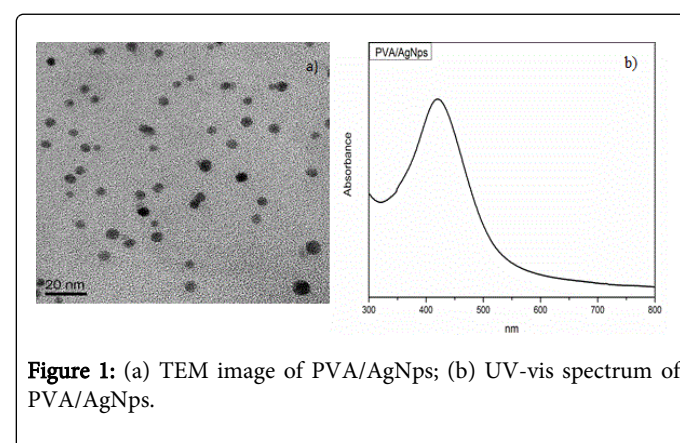 a)
20 nm
PVA/AgNps
b)
Absorbance
300 400 500 600 700 800
nm
Figure 1: (a) TEM image of PVA/AgNps; (b) UV-vis spectrum of
PVA/AgNps.